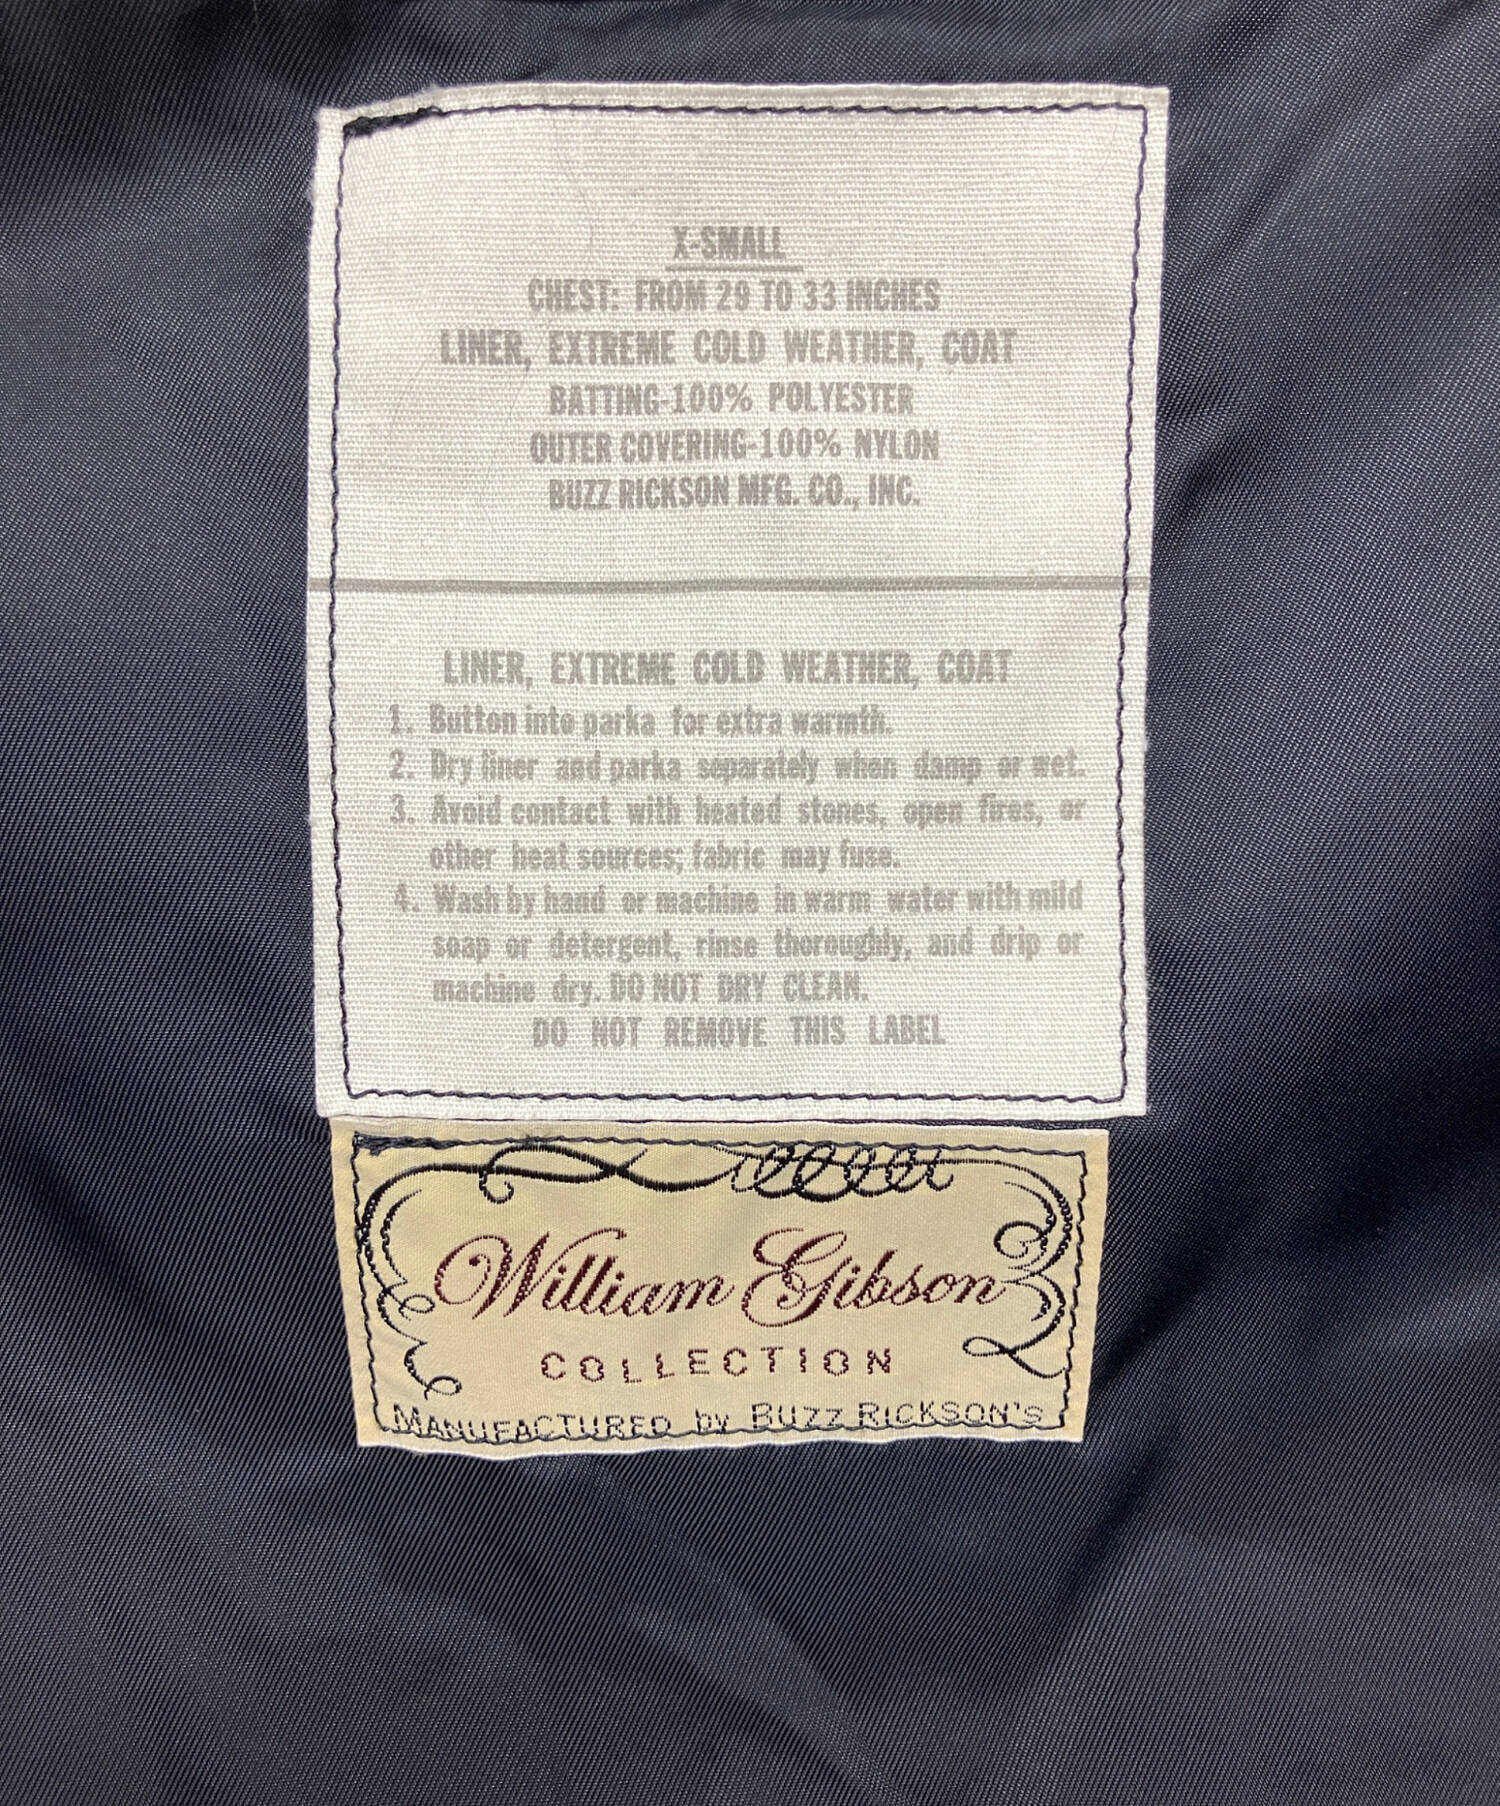 X-SMALL
CHEST: FROM 29 TO 33 INCHES
LINER, EXTREME COLD WEATHER, COAT
BATTING-100% POLYESTER
OUTER COVERING-100% NYLON
BUZZ RICKSON MFG. CO., INC.
LINER, EXTREME COLD WEATHER, COAT
1. Button into parka for extra warmth.
2. Dry liner and parka separately when damp or wet.
3. Avoid contact with heated stones, open fires, or
other heat sources; fabric may fuse.
4. Wash by hand or machine in warm water with mild
soap or detergent, rinse thoroughly, and drip or
machine dry. DO NOT DRY CLEAN.
DO NOT REMOVE THIS LABEL
William Gibson
COLLECTION
MANUFACTURED by BUZZ RICKSON'S